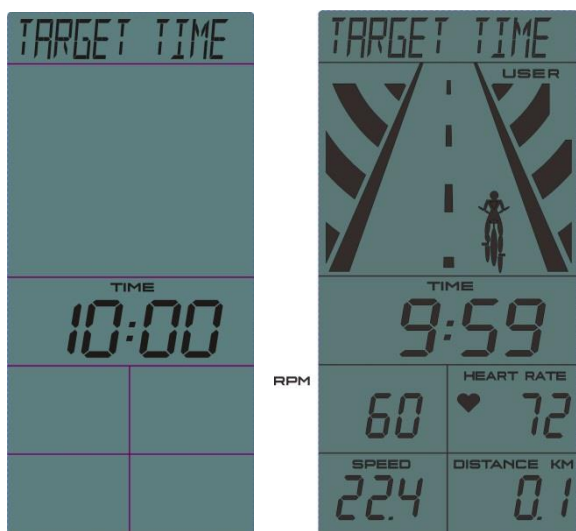 TARGET TIME
TIME
10:00
TARGET TIME
USER
TIME
9:59
RPM
HEART RATE
60
72
SPEED
DISTANCE KM
22.4
0.1